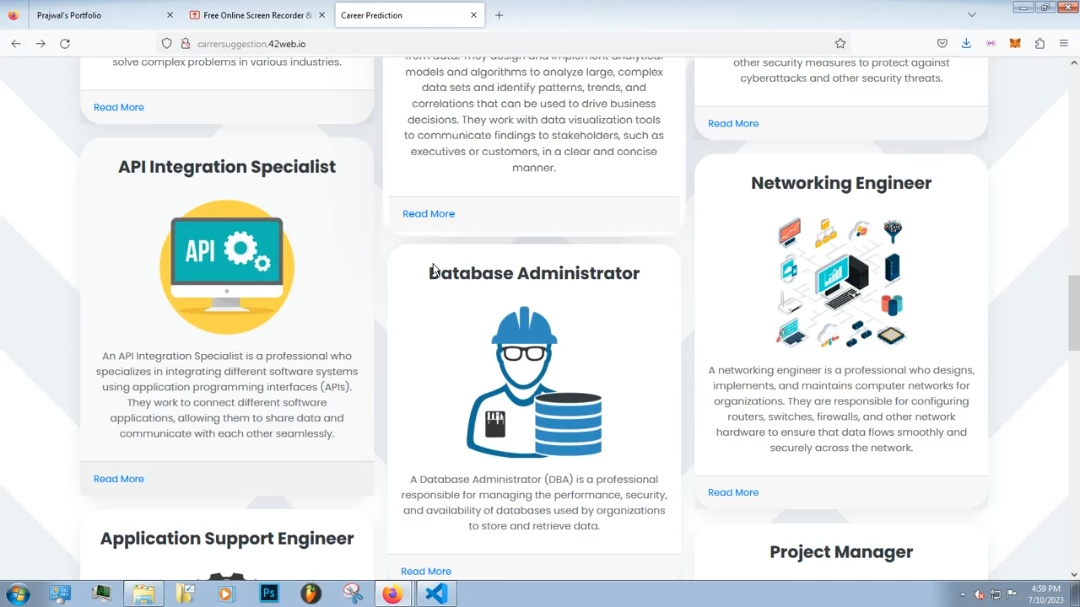 Prajwal's Portfolio
Free Online Screen Recorder &
Career Prediction
carrersuggestion.42web.io
solve complex problems in various industries.
Read More
API Integration Specialist
API
An API Integration Specialist is a professional who
specializes in integrating different software systems
using application programming interfaces (APIs).
They work to connect different software
applications, allowing them to share data and
communicate with each other seamlessly.
Read More
Application Support Engineer
from data. They design and implement analytical
models and algorithms to analyze large, complex
data sets and identify patterns, trends, and
correlations that can be used to drive business
decisions. They work with data visualization tools
to communicate findings to stakeholders, such as
executives or customers, in a clear and concise
manner.
Read More
Database Administrator
A Database Administrator (DBA) is a professional
responsible for managing the performance, security,
and availability of databases used by organizations
to store and retrieve data.
Read More
other security measures to protect against
cyberattacks and other security threats.
Read More
Networking Engineer
A networking engineer is a professional who designs,
implements, and maintains computer networks for
organizations. They are responsible for configuring
routers, switches, firewalls, and other network
hardware to ensure that data flows smoothly and
securely across the network.
Read More
Project Manager
Ps
4:59 PM
7/10/2023